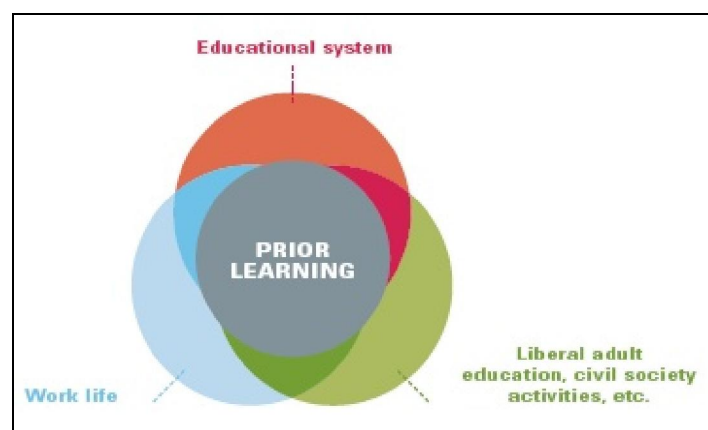 Educational system
PRIOR
LEARNING
Liberal adult
education, civil society
activities, etc.
Work life